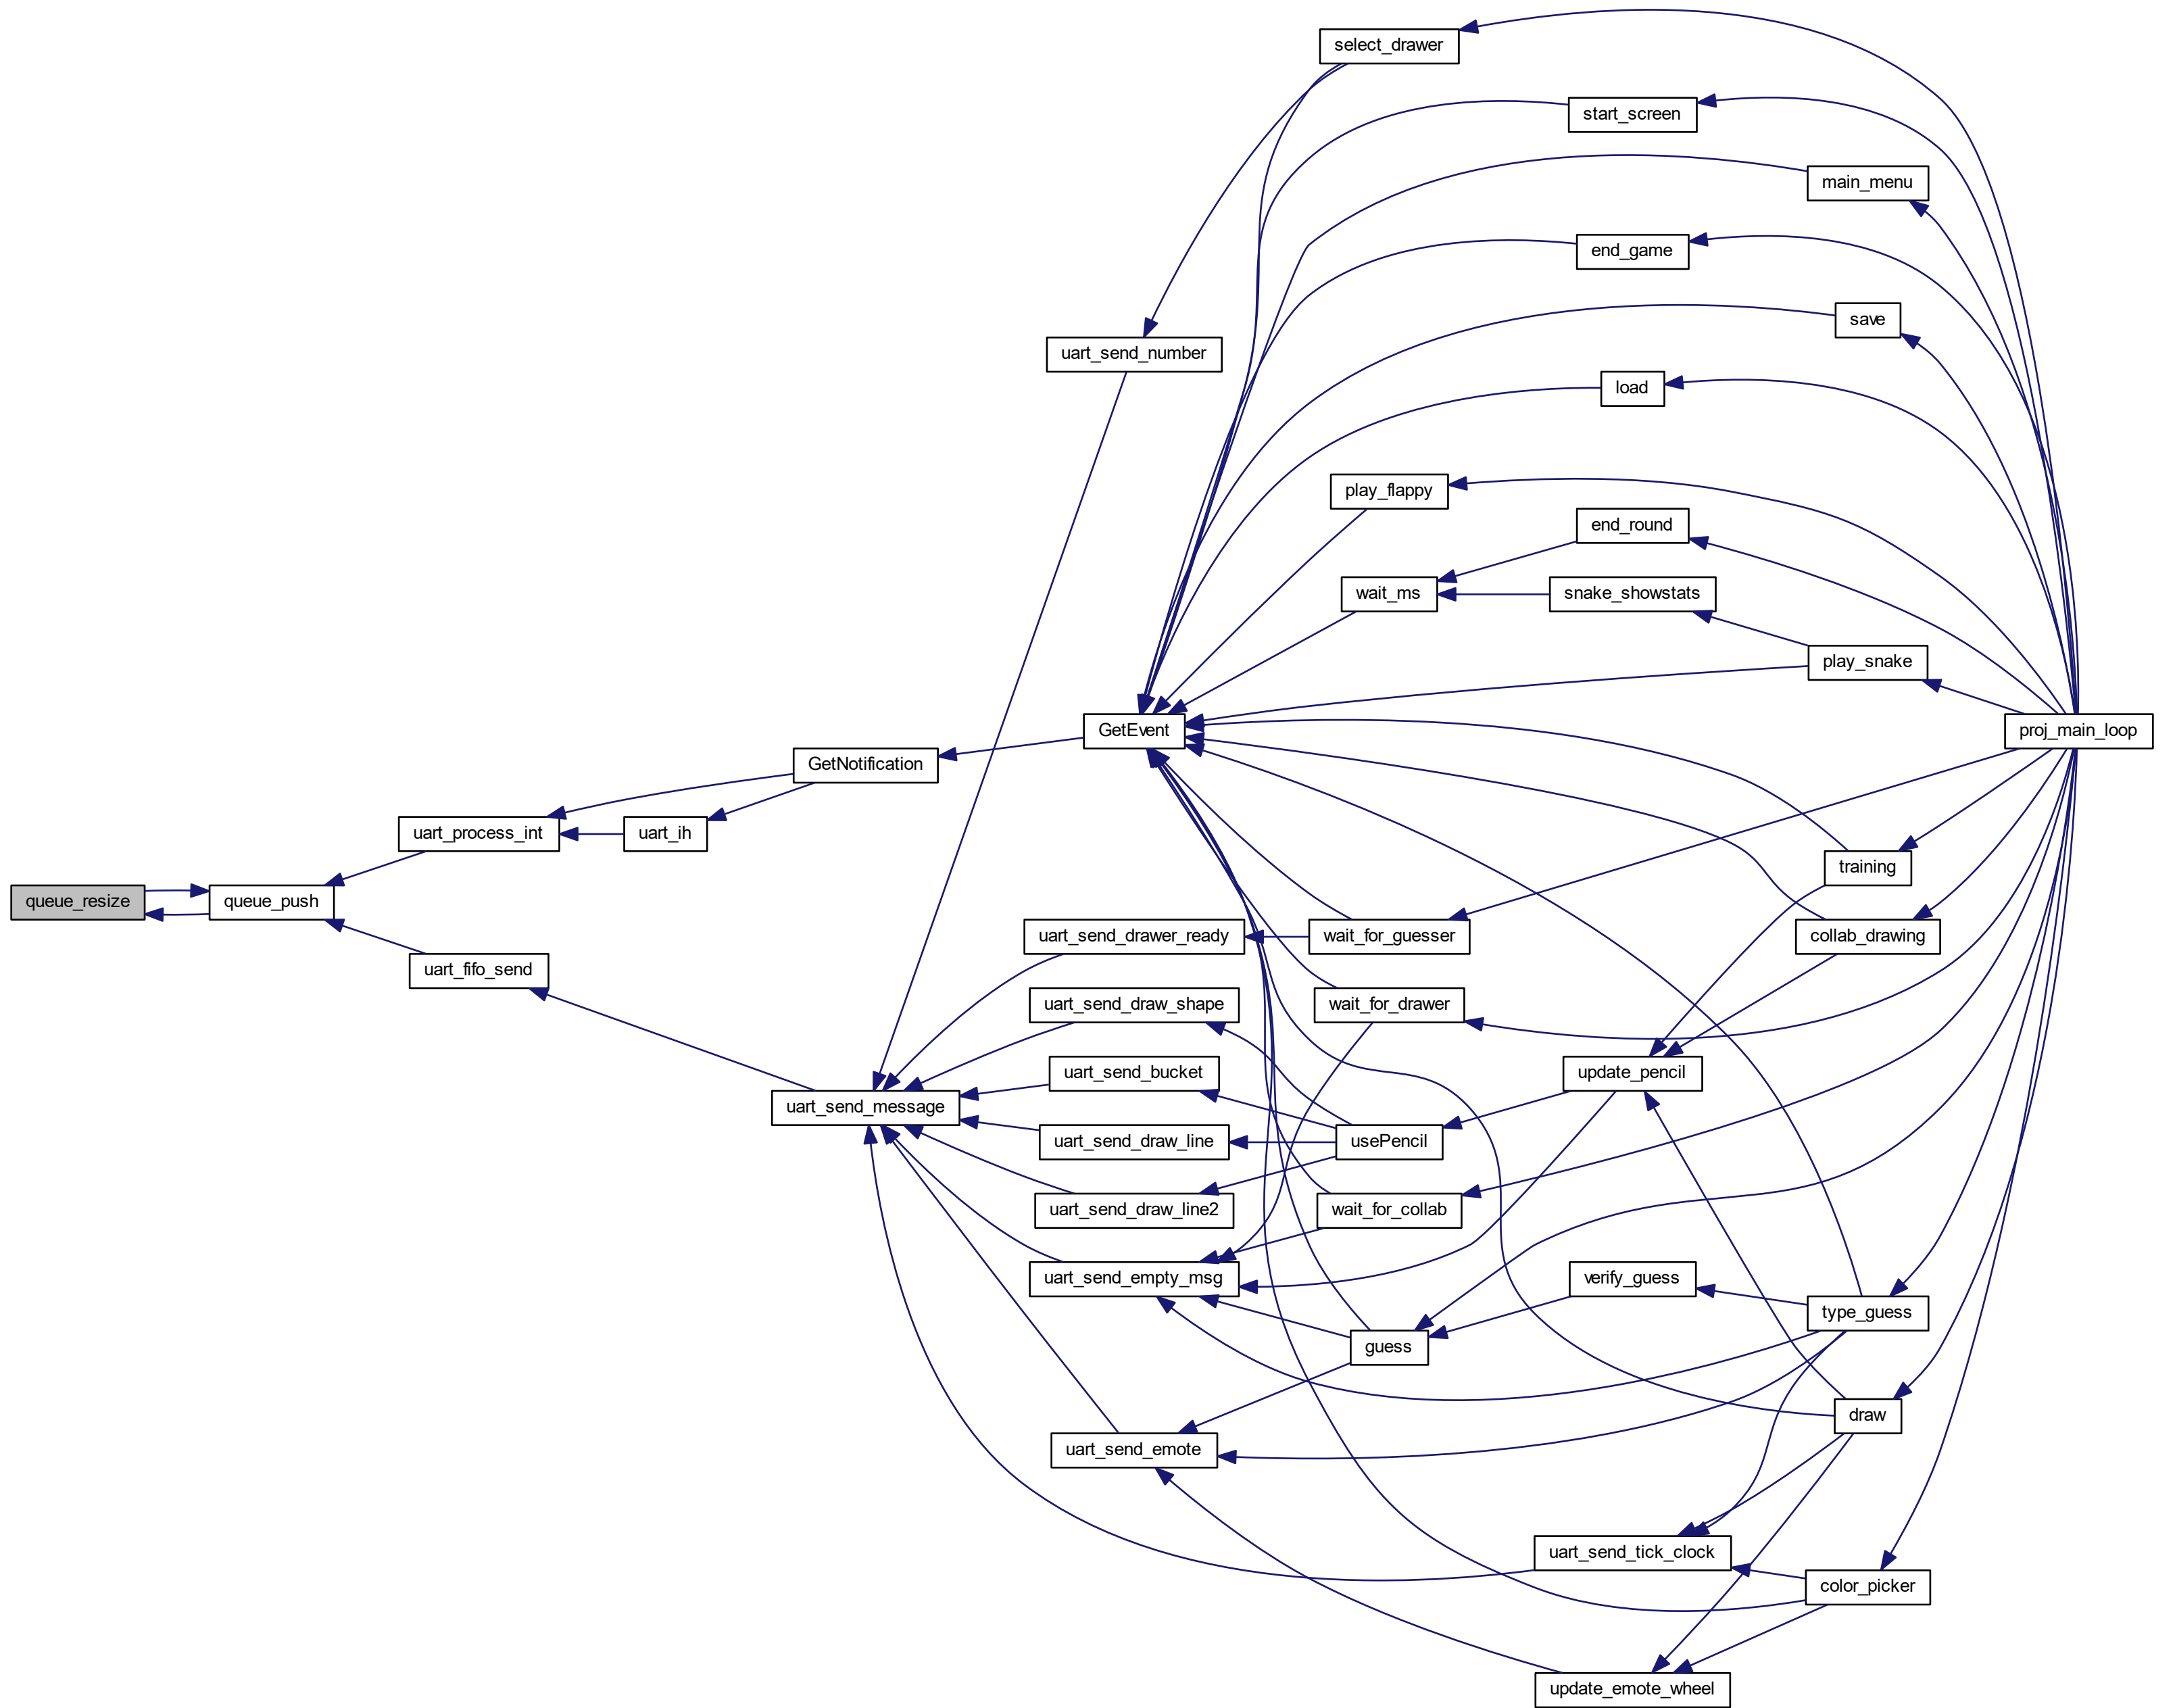 select_drawer
start_screen
main_menu
end_game
save
uart_send_number
load
play_flappy
end_round
wait_ms
snake_showstats
play_snake
GetEvent
proj_main_loop
GetNotification
uart_process_int
uart_ih
training
queue_resize
queue_push
uart_send_drawer_ready
wait_for_guesser
collab_drawing
uart_fifo_send
uart_send_draw_shape
wait_for_drawer
uart_send_bucket
update_pencil
uart_send_message
uart_send_draw_line
usePencil
uart_send_draw_line2
wait_for_collab
uart_send_empty_msg
verify_guess
type_guess
guess
draw
uart_send_emote
uart_send_tick_clock
color_picker
update_emote_wheel